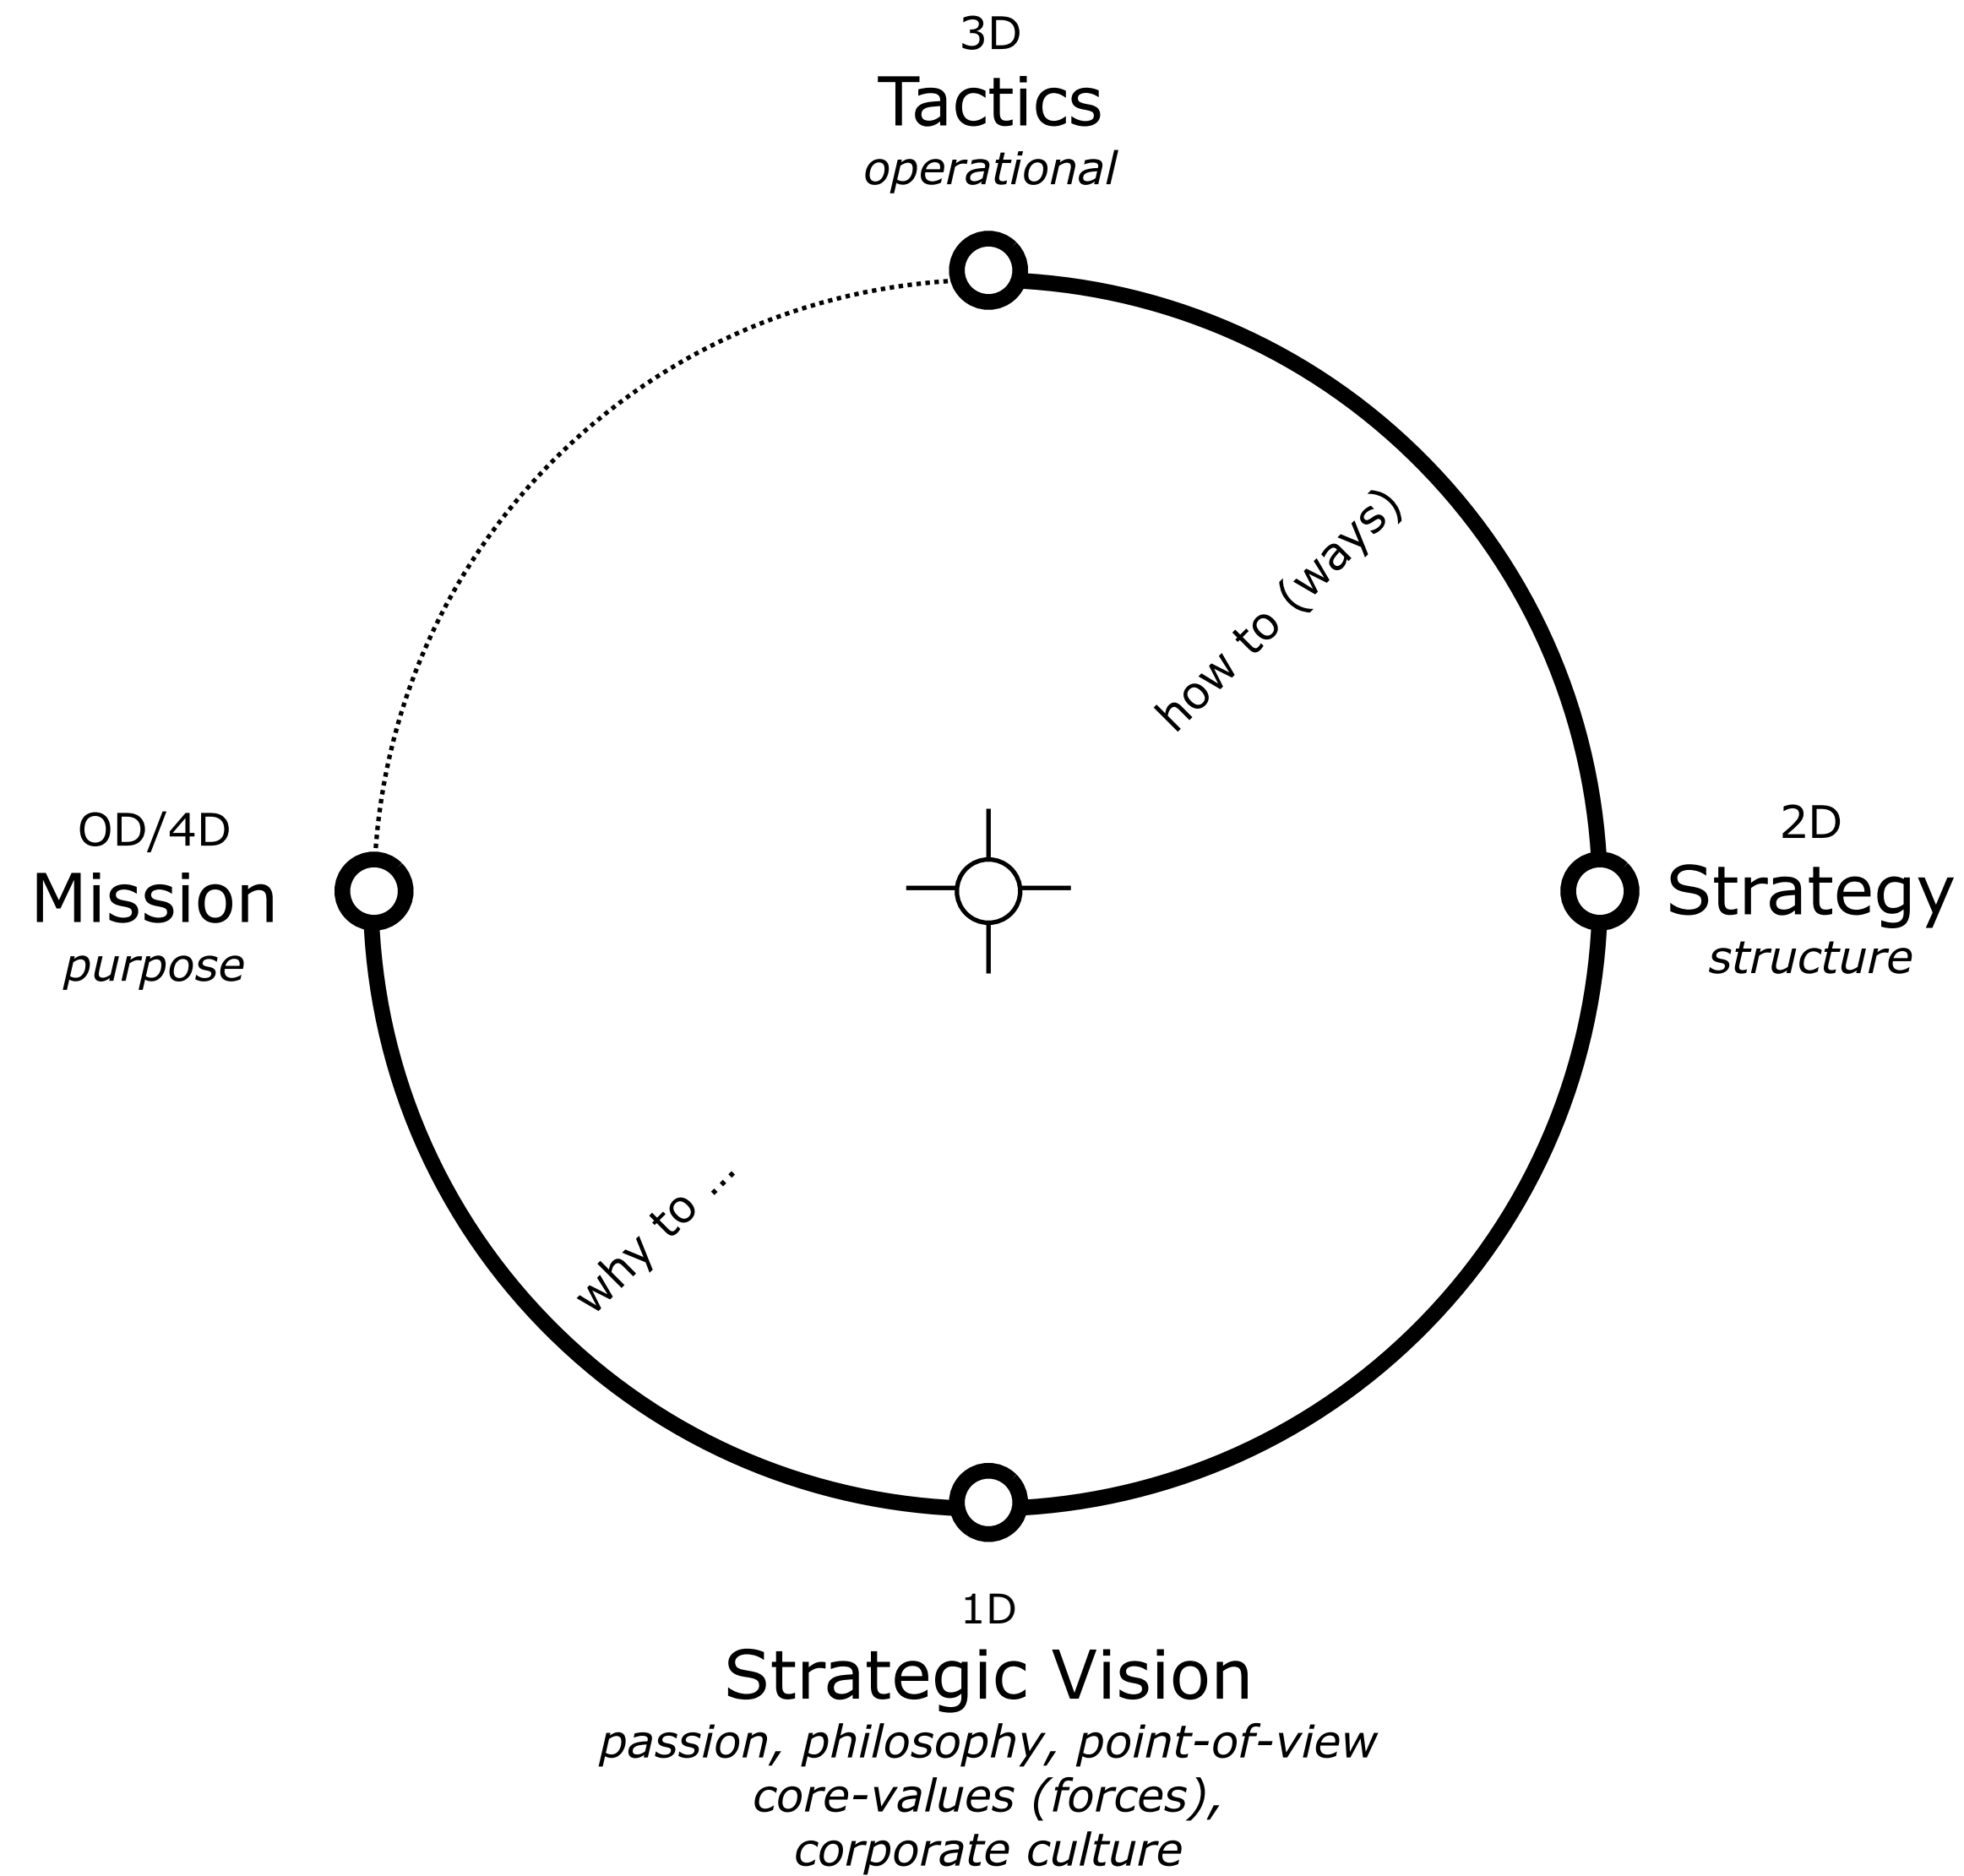 3D
Tactics
operational
how to (ways)
OD/4D
Mission
purpose
2D
Strategy
structure
why to ...
1D
Strategic Vision
passion, philosophy, point-of-view
core-values (forces),
corporate culture